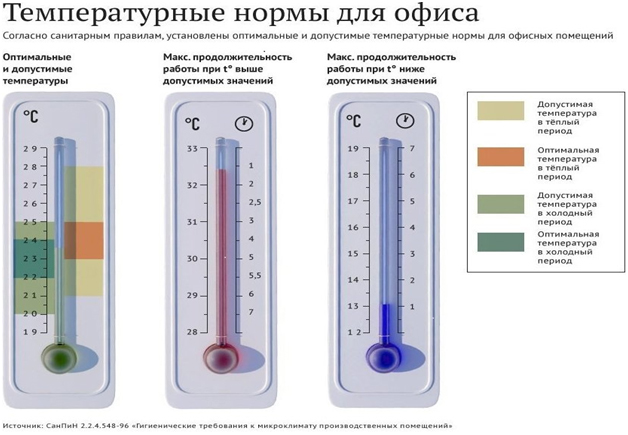 Температурные нормы для офиса
Согласно санитарным правилам, установлены оптимальные и допустимые температурные нормы для офисных помещений
Оптимальные
и допустимые
температуры
°C
29
28
27
26
25
24
23
22
21
20
19
Макс. продолжительность
работы при t° выше
допустимых значений
°C
33
32
31
30
29
28
1
2
2,5
3
4
5
5,5
6
7
Макс. продолжительность
работы при t° ниже
допустимых значений
°C
19
18
17
16
15
14
13
12
7
6
5
4
3
2
1
Допустимая
температура
в тёплый
период
Оптимальная
температура
в тёплый
период
Допустимая
температура
в холодный
период
Оптимальная
температура
в холодный
период
Источник: СанПиН 2.2.4.548-96 «Гигиенические требования к микроклимату производственных помещений»